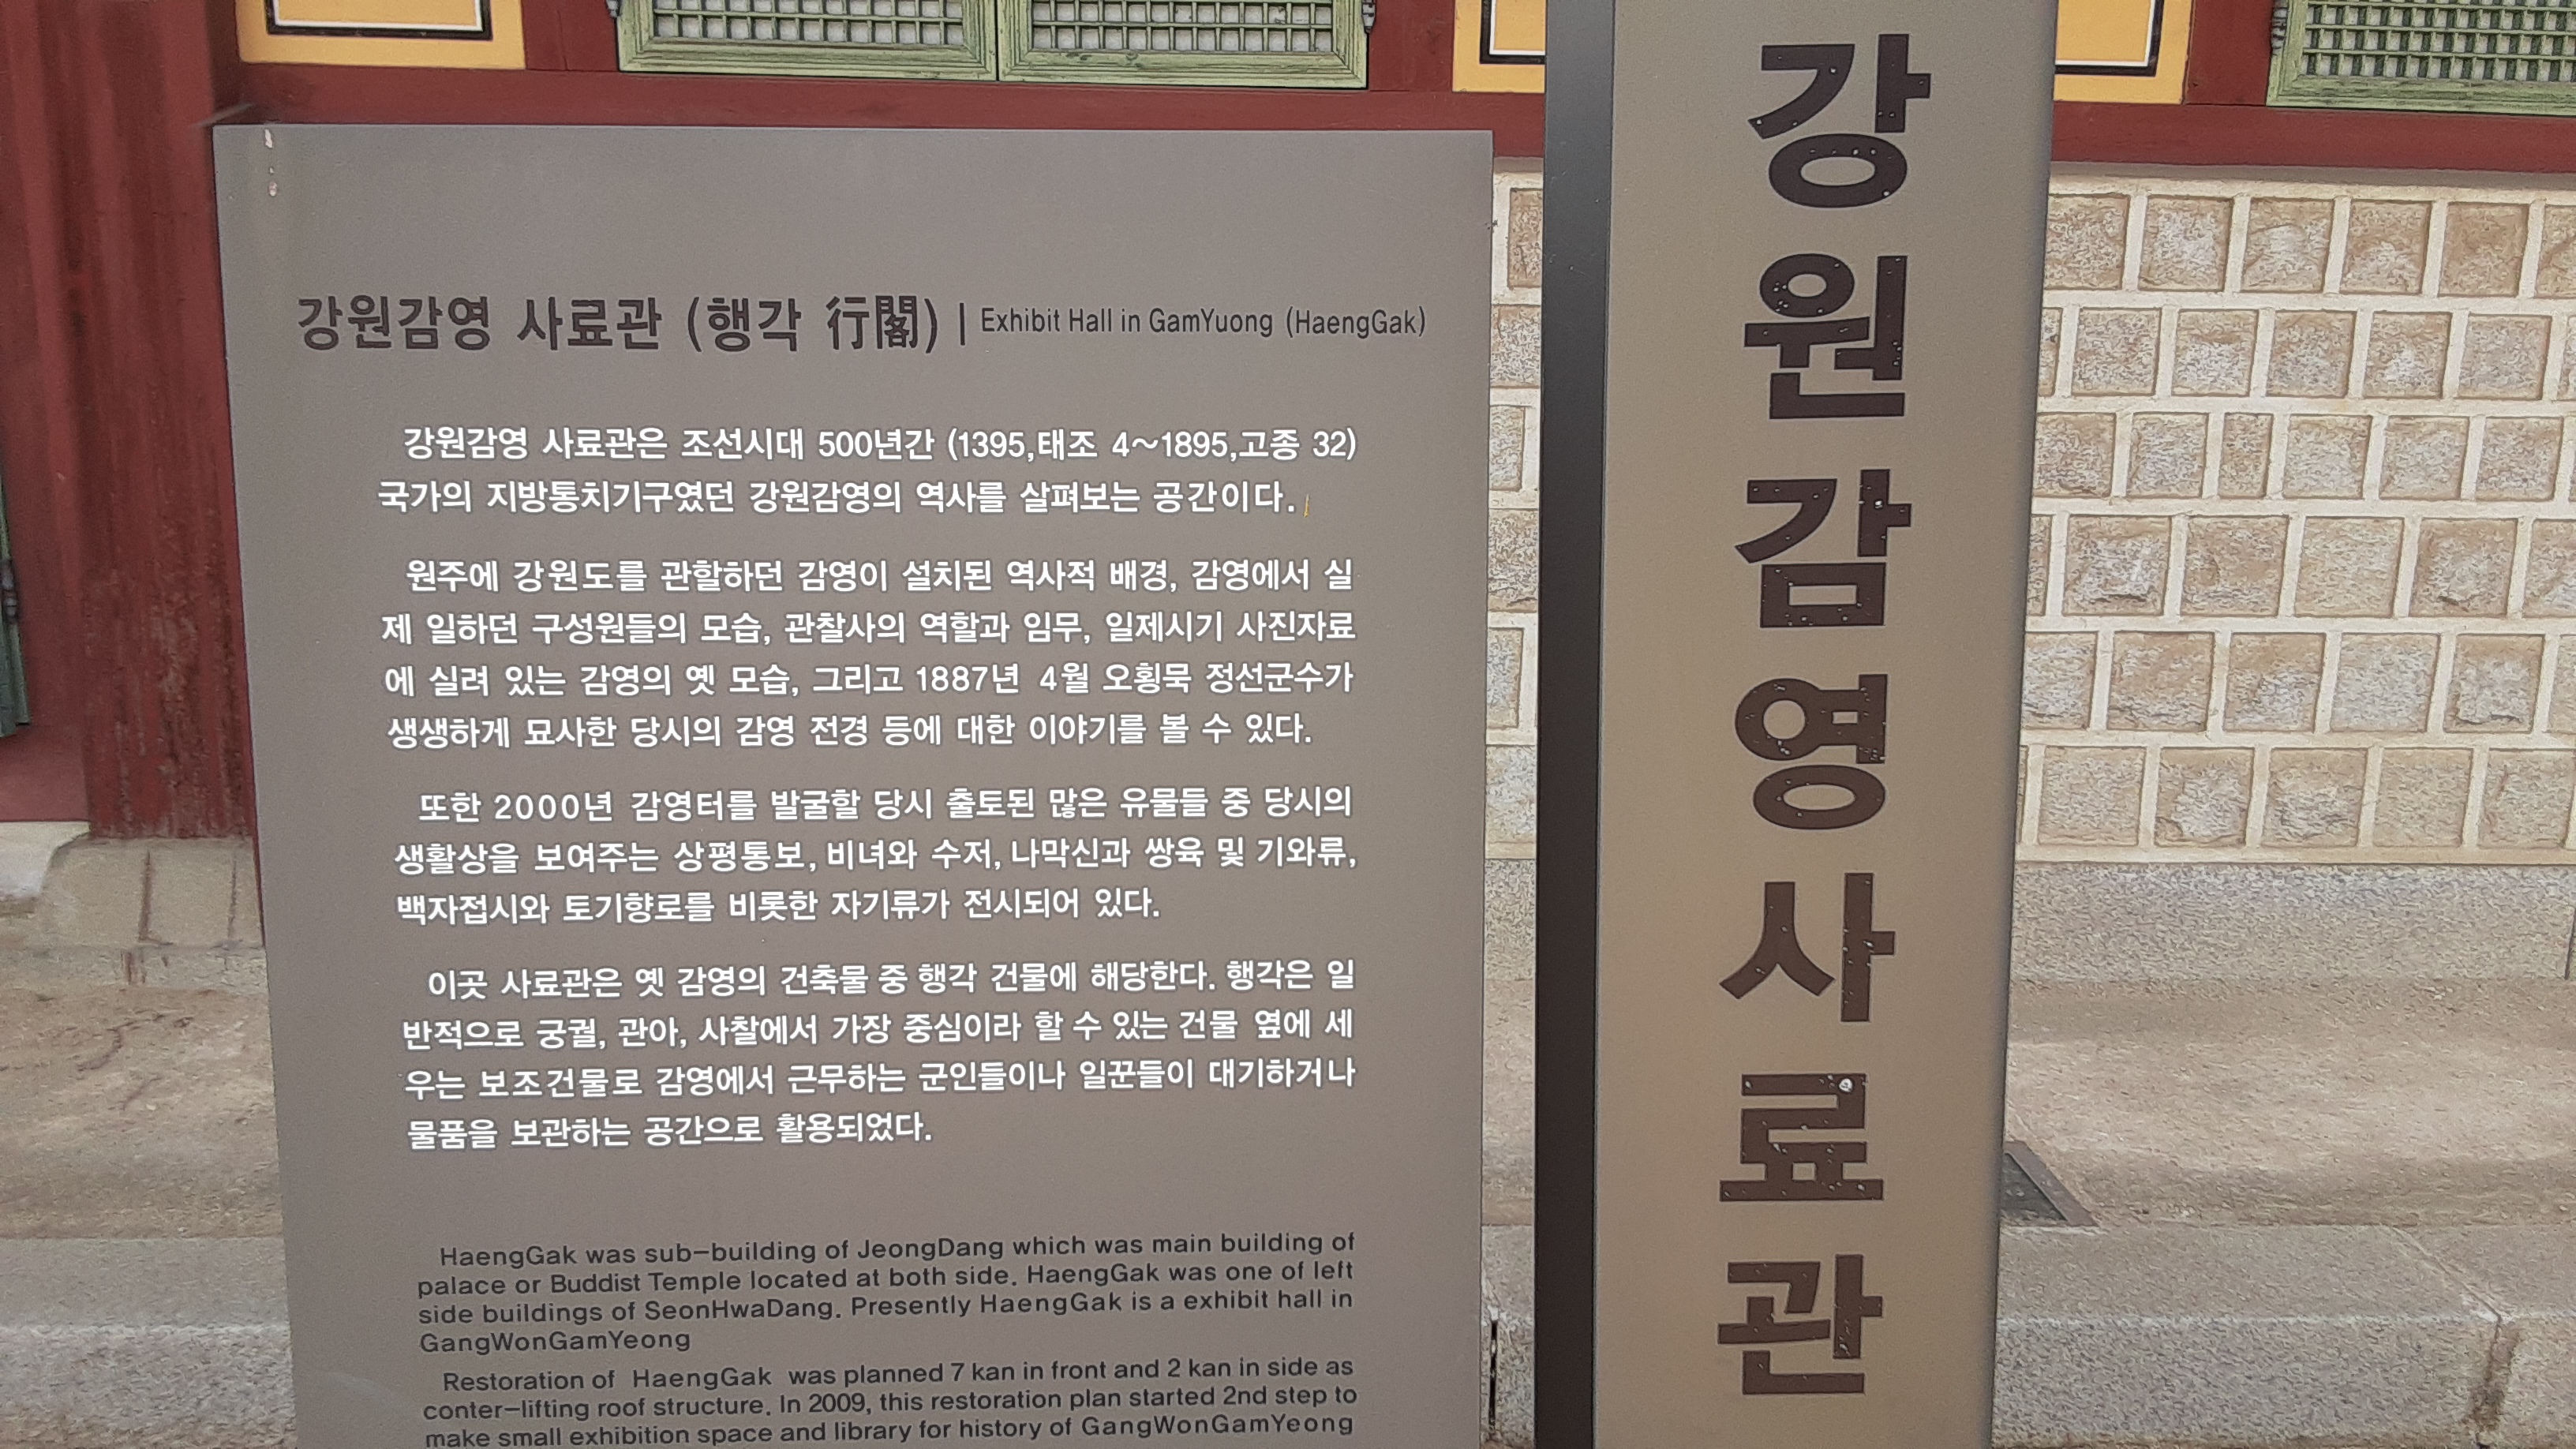 강원감영 사료관 (행각 行閣) | Exhibit Hall in GamYuong (HaengGak)
강원감영 사료관은 조선시대 500년간 (1395,태조 4~1895,고종 32)
국가의 지방통치기구였던 강원감영의 역사를 살펴보는 공간이다.
원주에 강원도를 관할하던 감영이 설치된 역사적 배경, 감영에서 실
제 일하던 구성원들의 모습, 관찰사의 역할과 임무, 일제시기 사진자료
에 실려 있는 감영의 옛 모습, 그리고 1887년 4월 오횡묵 정선군수가
생생하게 묘사한 당시의 감영 전경 등에 대한 이야기를 볼 수 있다.
또한 2000년 감영터를 발굴할 당시 출토된 많은 유물들 중 당시의
생활상을 보여주는 상평통보, 비녀와 수저, 나막신과 쌍육 및 기와류,
백자접시와 토기향로를 비롯한 자기류가 전시되어 있다.
이곳 사료관은 옛 감영의 건축물 중 행각 건물에 해당한다. 행각은 일
반적으로 궁궐, 관아, 사찰에서 가장 중심이라 할 수 있는 건물 옆에 세
우는 보조건물로 감영에서 근무하는 군인들이나 일꾼들이 대기하거나
물품을 보관하는 공간으로 활용되었다.
HaengGak was sub-building of JeongDang which was main building of
palace or Buddist Temple located at both side. HaengGak was one of left
side buildings of SeonHwaDang. Presently HaengGak is a exhibit hall in
GangWonGamYeong
Restoration of HaengGak was planned 7 kan in front and 2 kan in side as
conter-lifting roof structure. In 2009, this restoration plan started 2nd step to
make small exhibition space and library for history of GangWonGamYeong
강원감영사료관